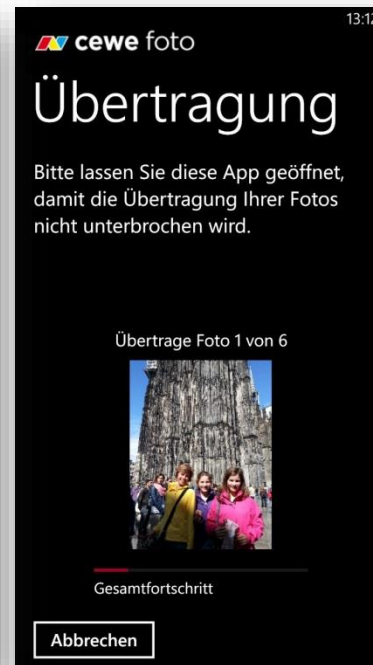 13:12
cewe foto
Übertragung
Bitte lassen Sie diese App geöffnet,
damit die Übertragung Ihrer Fotos
nicht unterbrochen wird.
Übertrage Foto 1 von 6
Gesamtfortschritt
Abbrechen